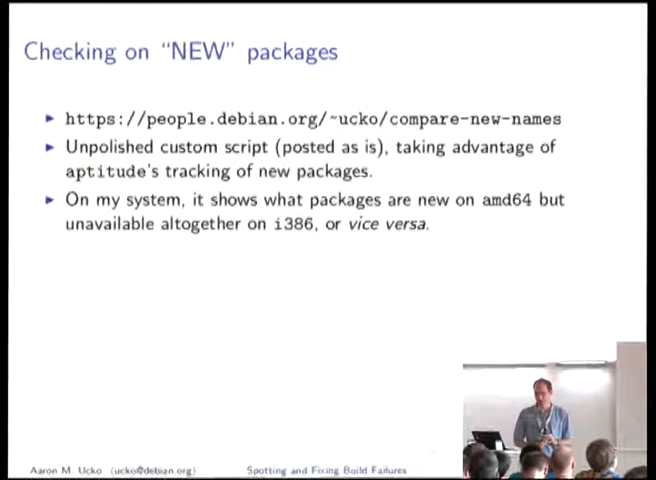 Checking on “NEW” packages
https://people.debian.org/~ucko/compare-new-names
Unpolished custom script (posted as is), taking advantage of
aptitude's tracking of new packages.
On my system, it shows what packages are new on amd64 but
unavailable altogether on i386, or vice versa.
Aaron M. Ucko (ucko@debian.org) Spotting and Fixing Build Failures